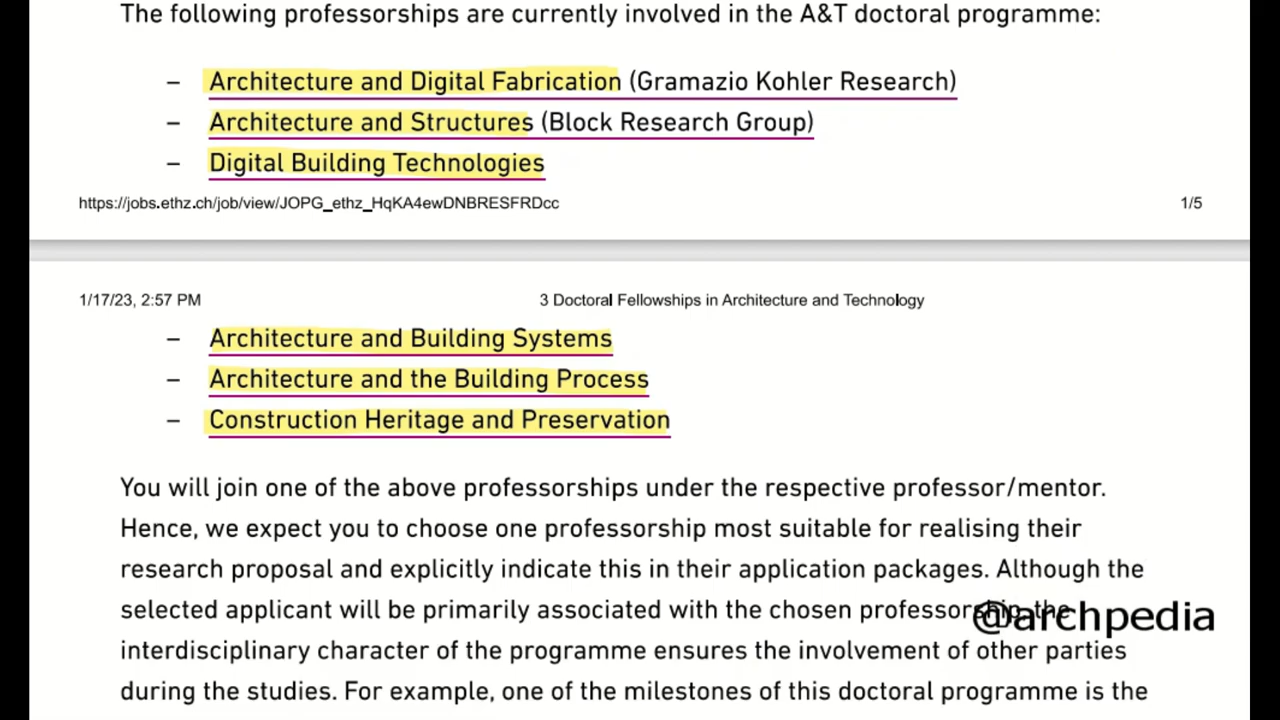 The following professorships are currently involved in the A&T doctoral programme:
– Architecture and Digital Fabrication (Gramazio Kohler Research)
– Architecture and Structures (Block Research Group)
– Digital Building Technologies
https://jobs.ethz.ch/job/view/JOPG_ethz_HqKA4ewDNBRESFRDcc 1/5
1/17/23, 2:57 PM 3 Doctoral Fellowships in Architecture and Technology
– Architecture and Building Systems
– Architecture and the Building Process
– Construction Heritage and Preservation
You will join one of the above professorships under the respective professor/mentor.
Hence, we expect you to choose one professorship most suitable for realising their
research proposal and explicitly indicate this in their application packages. Although the
selected applicant will be primarily associated with the chosen professorship, the
@archpedia
interdisciplinary character of the programme ensures the involvement of other parties
during the studies. For example, one of the milestones of this doctoral programme is the